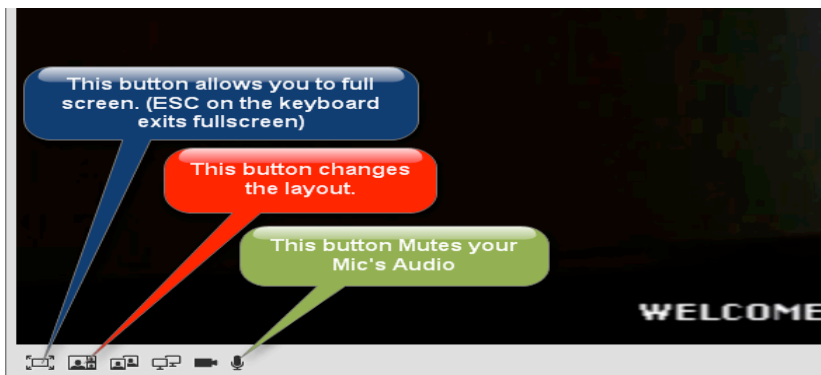 This button allows you to full
screen. (ESC on the keyboard
exits fullscreen)
This button changes
the layout.
This button Mutes your
Mic's Audio
WELCOME